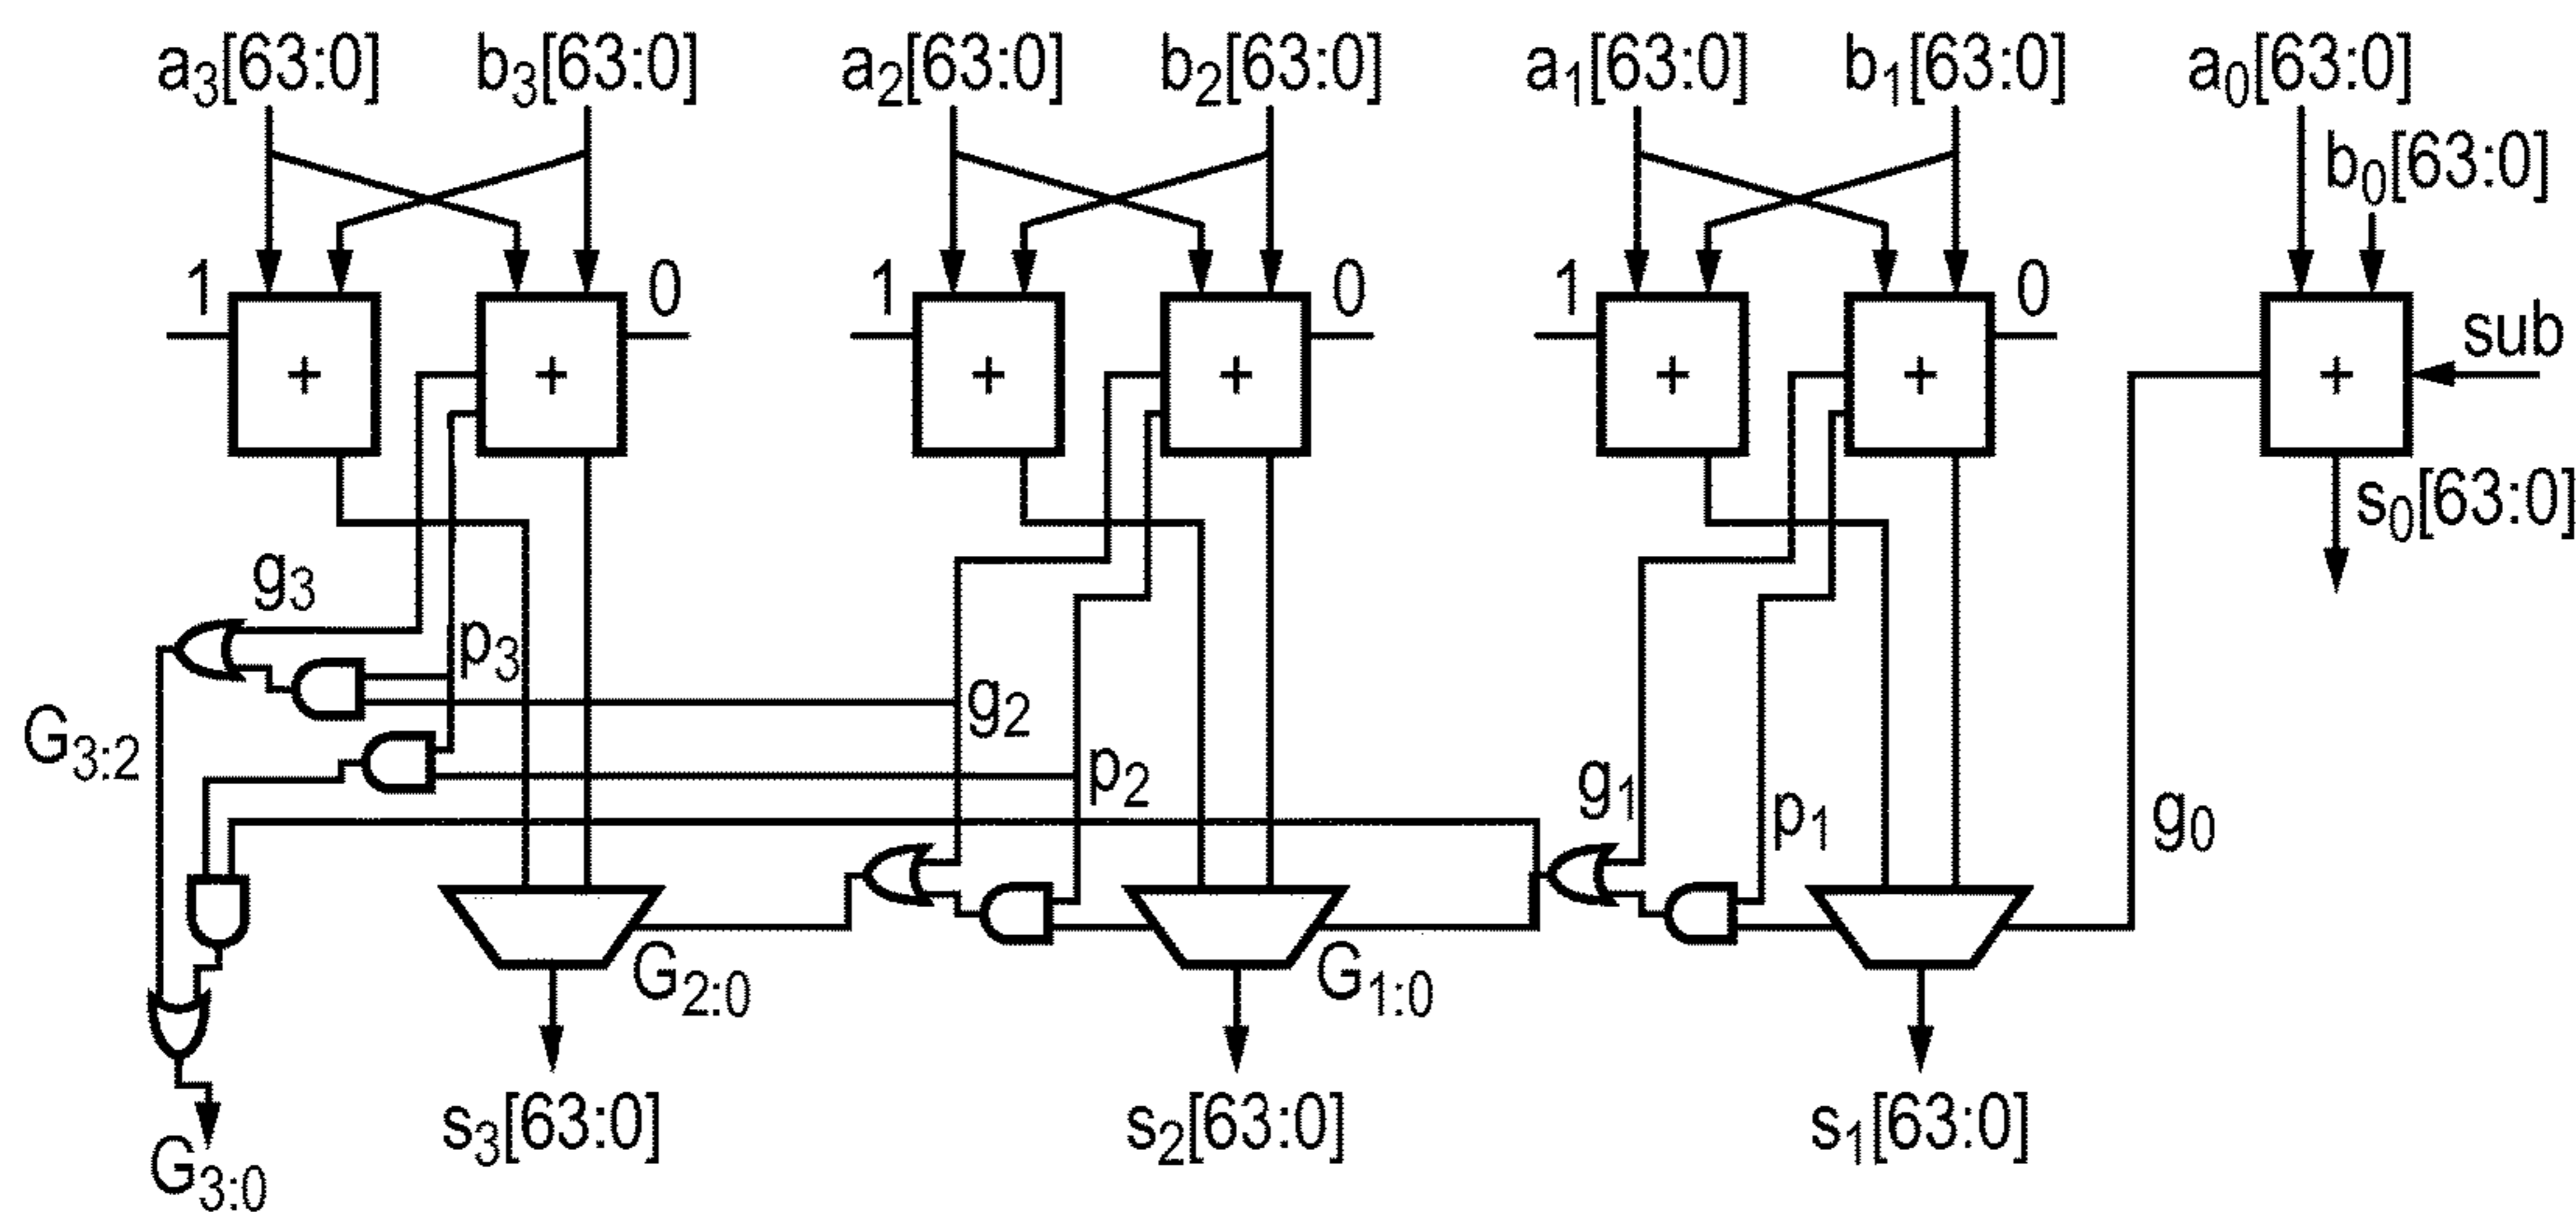 a3[63:0] b3[63:0] a2[63:0] b2[63:0] a1[63:0] b1[63:0] a0[63:0]
b0[63:0]
1 0 1 0 1 0
sub
+ + + + + + +
s0[63:0]
g3
p3
g2
G3:2
p2
g1
p1
g0
G2:0 G1:0
s3[63:0] s2[63:0] s1[63:0]
G3:0